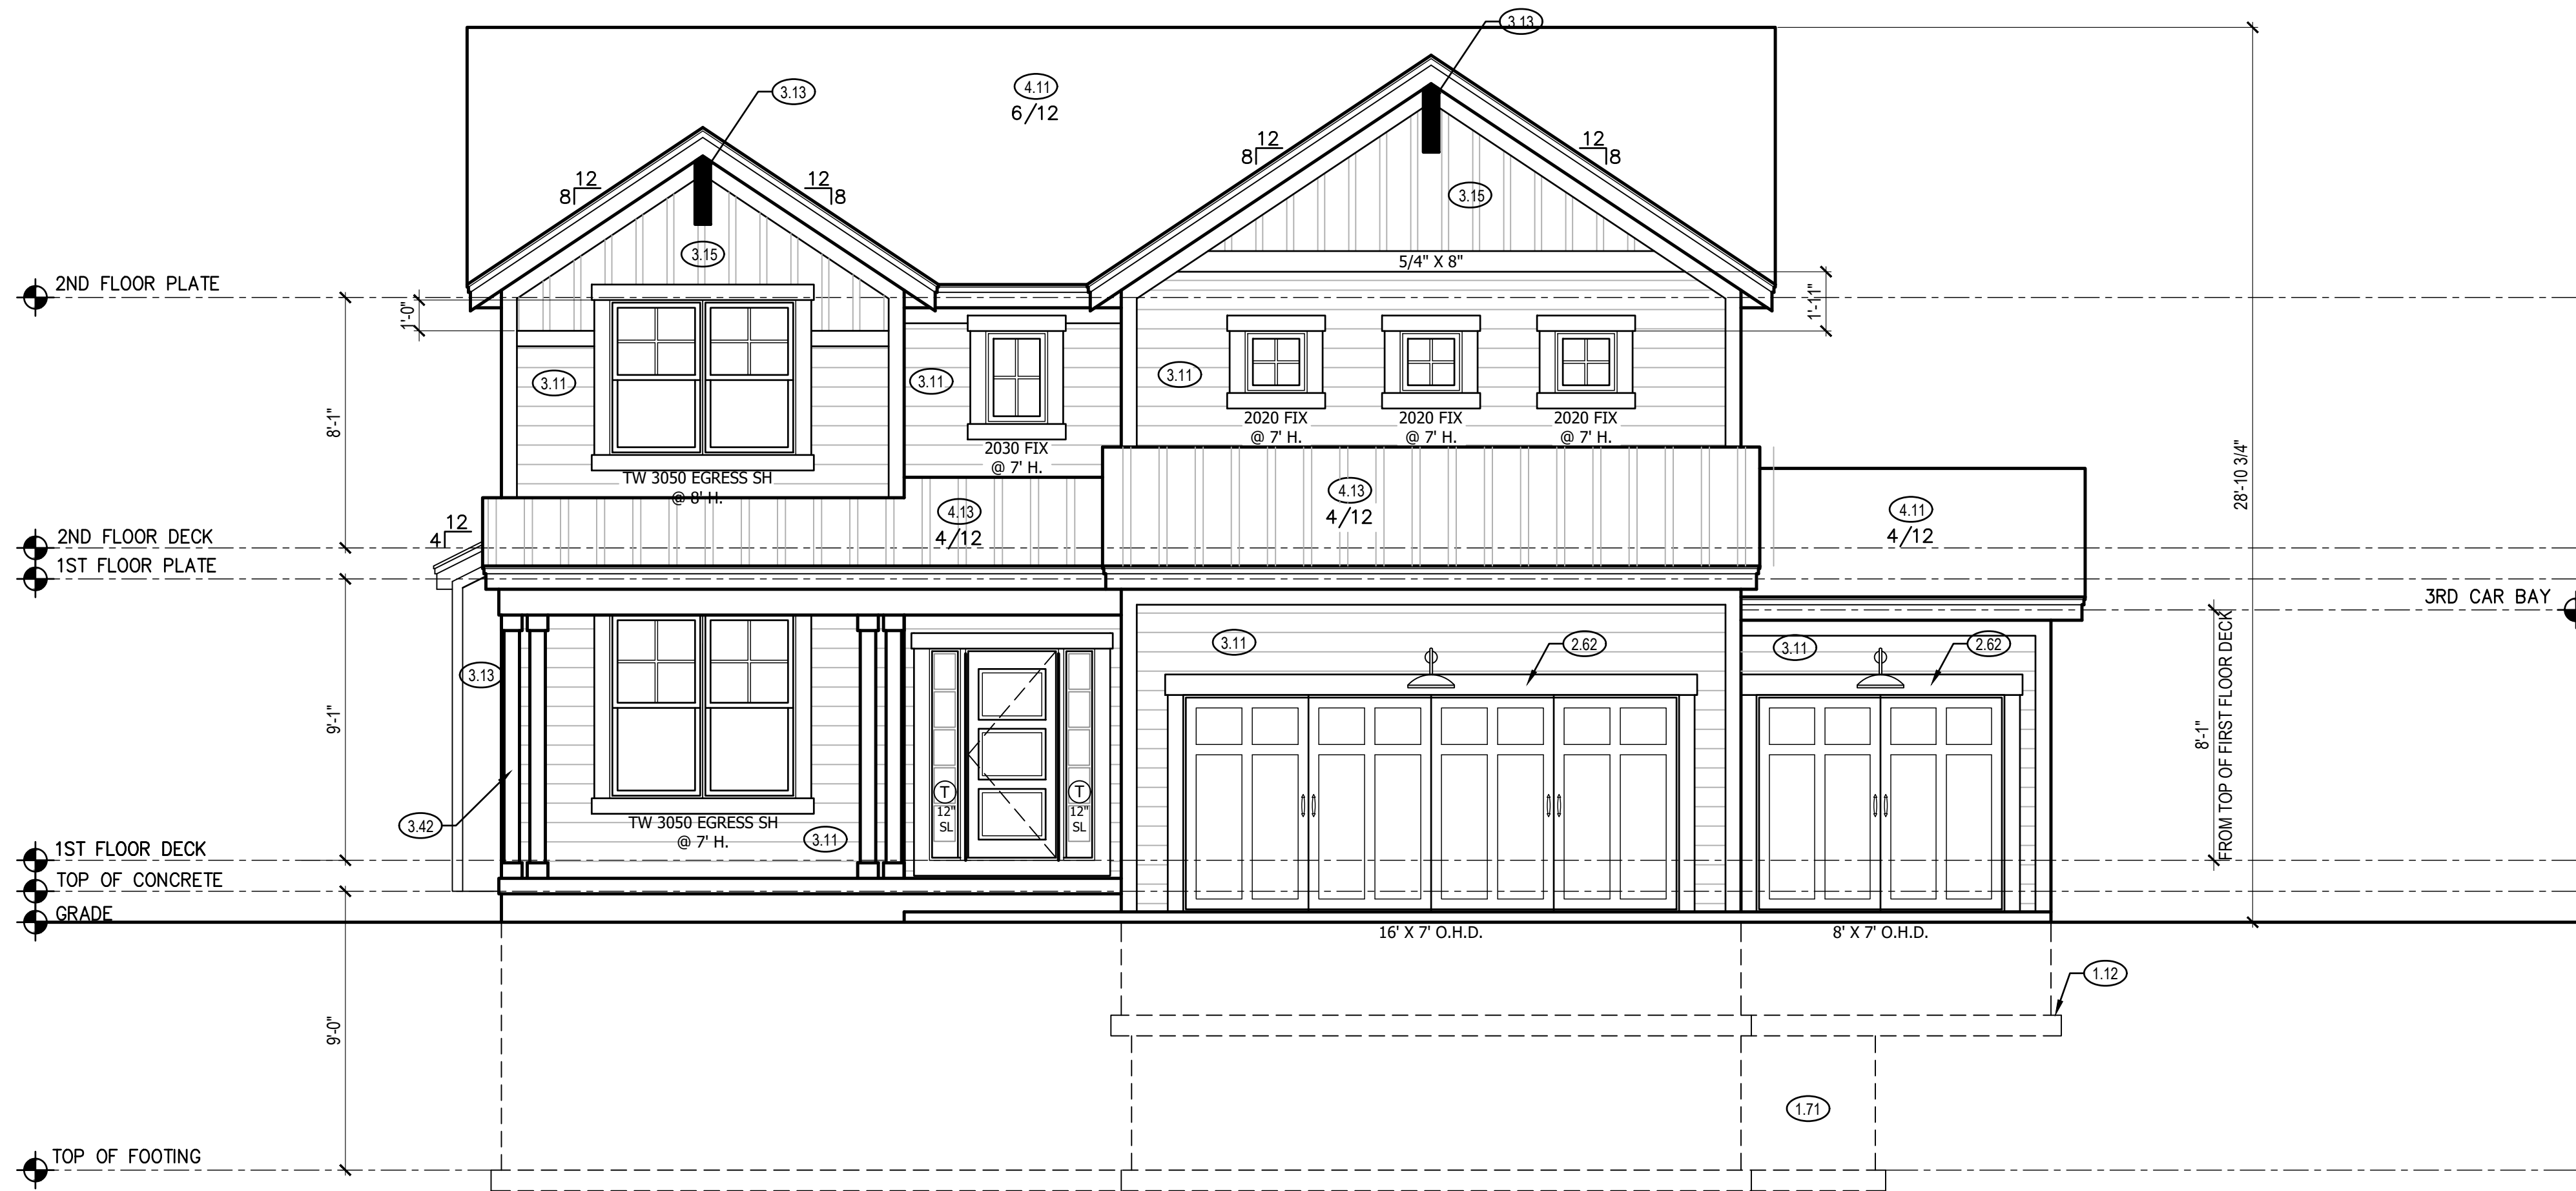 3.13
3.13
4.11
6/12
12
8
12
8
12
8
12
8
3.15
3.15
5/4" X 8"
2ND FLOOR PLATE
1'-0"
1'-11"
8'-1"
3.11
3.11
3.11
2020 FIX
@ 7' H.
2020 FIX
@ 7' H.
2020 FIX
@ 7' H.
2030 FIX
@ 7' H.
TW 3050 EGRESS SH
@ 8' H.
28'-10 3/4"
4.13
4/12
4.13
4/12
4.11
4/12
12
4
2ND FLOOR DECK
1ST FLOOR PLATE
3RD CAR BAY
3.13
3.11
2.62
3.11
2.62
9'-1"
8'-1"
FROM TOP OF FIRST FLOOR DECK
T
12"
SL
T
12"
SL
3.42
TW 3050 EGRESS SH
@ 7' H.
3.11
1ST FLOOR DECK
TOP OF CONCRETE
GRADE
16' X 7' O.H.D.
8' X 7' O.H.D.
1.12
9'-0"
1.71
TOP OF FOOTING